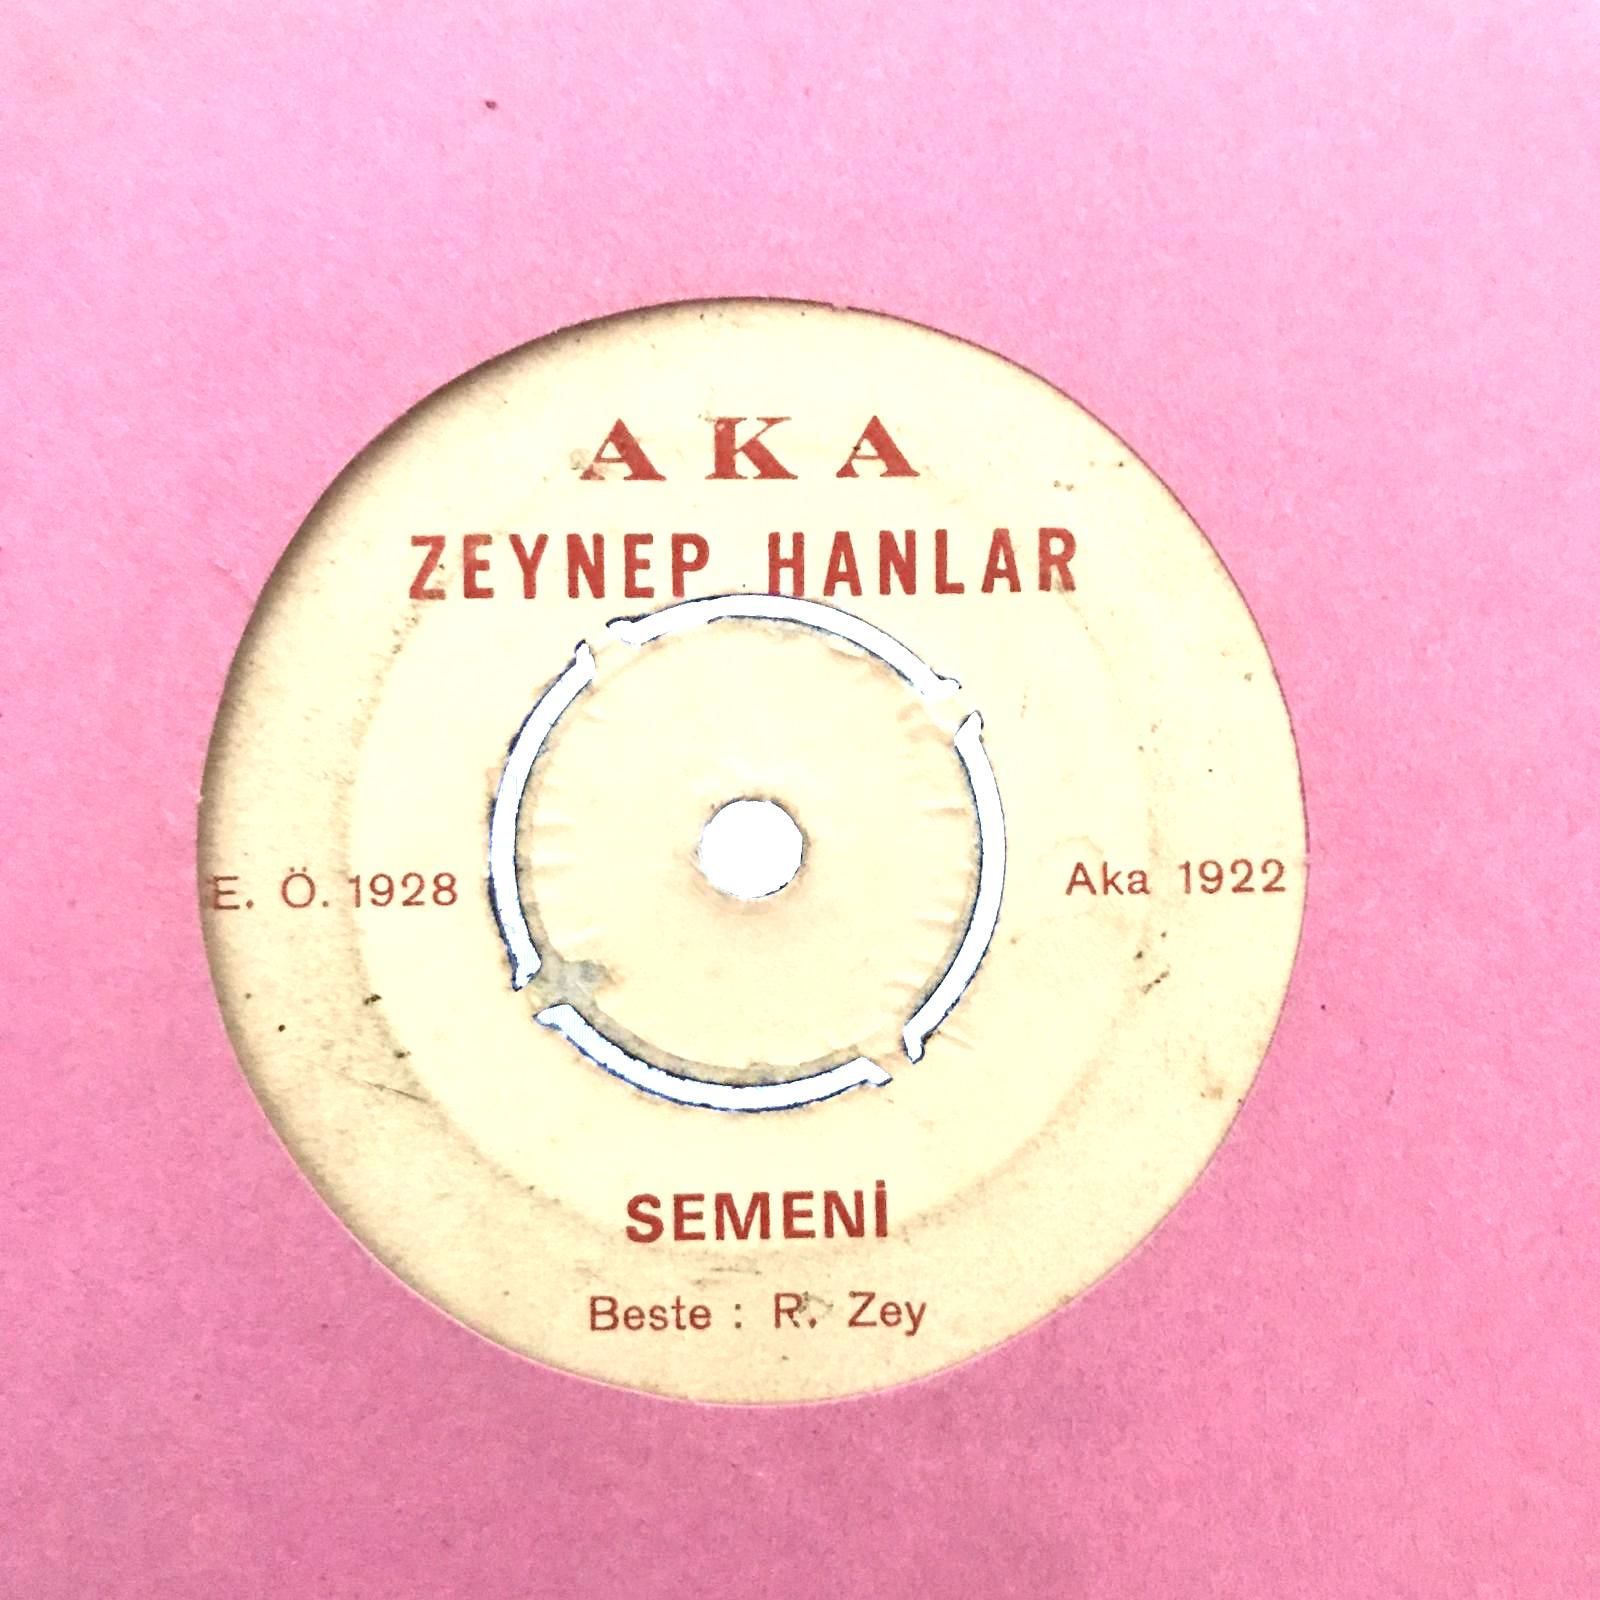 AKA
ZEYNEP HANLAR
E. Ö. 1928
Aka 1922
SEMENİ
Beste : R. Zey